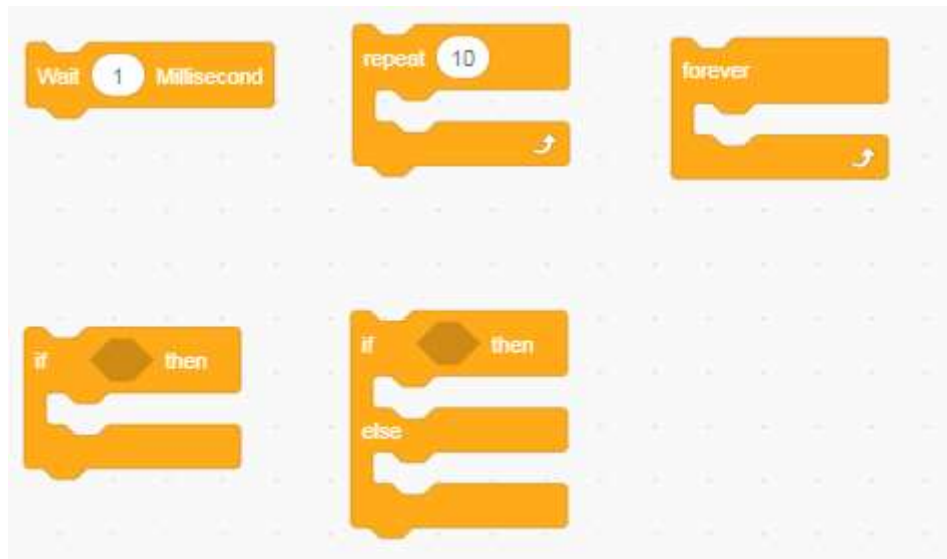 Wait 1 Millisecond
repeat 10
forever
if then
if then
else